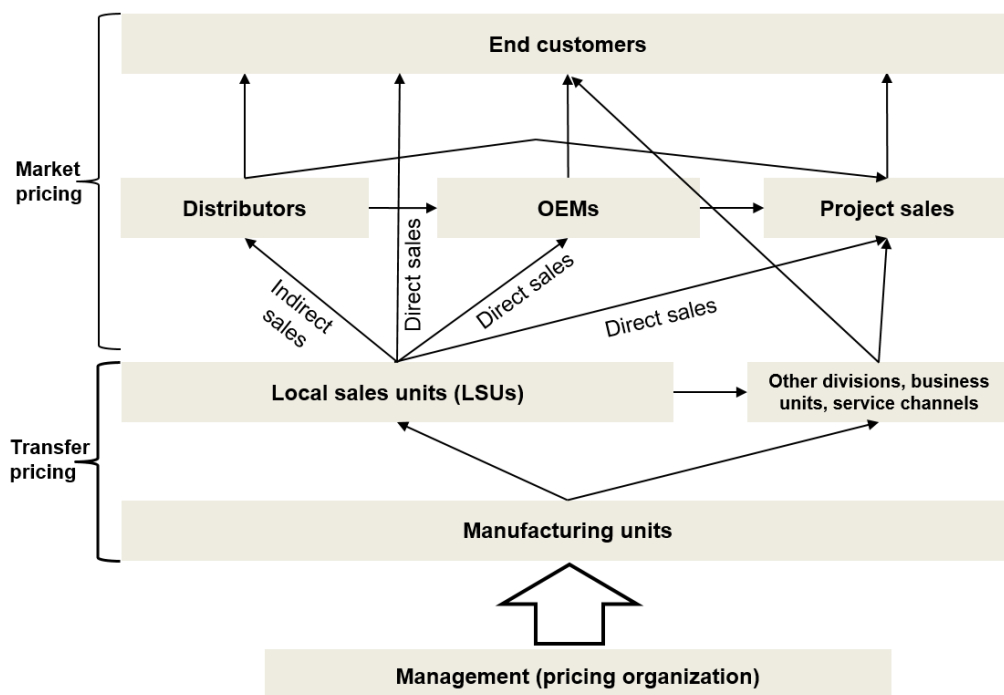 End customers
Market
pricing
Distributors
OEMs
Project sales
Indirect
sales
Direct sales
Direct sales
Direct sales
Local sales units (LSUs)
Other divisions, business
units, service channels
Transfer
pricing
Manufacturing units
Management (pricing organization)